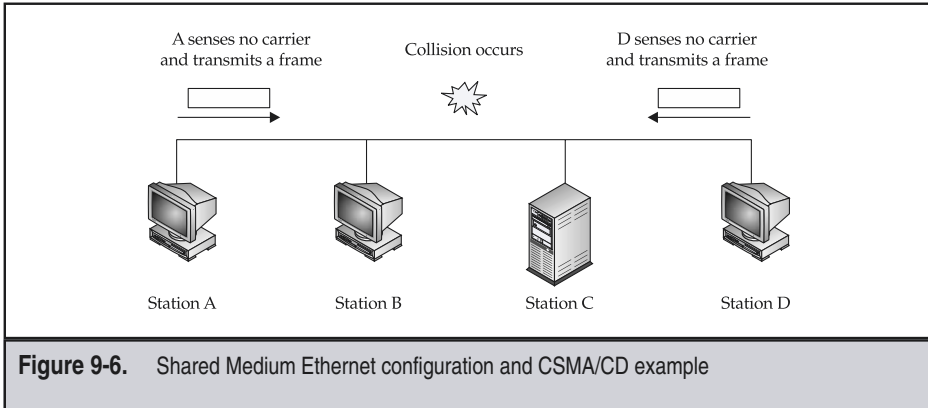 A senses no carrier
and transmits a frame
Collision occurs
D senses no carrier
and transmits a frame
Station A
Station B
Station C
Station D
Figure 9-6. Shared Medium Ethernet configuration and CSMA/CD example